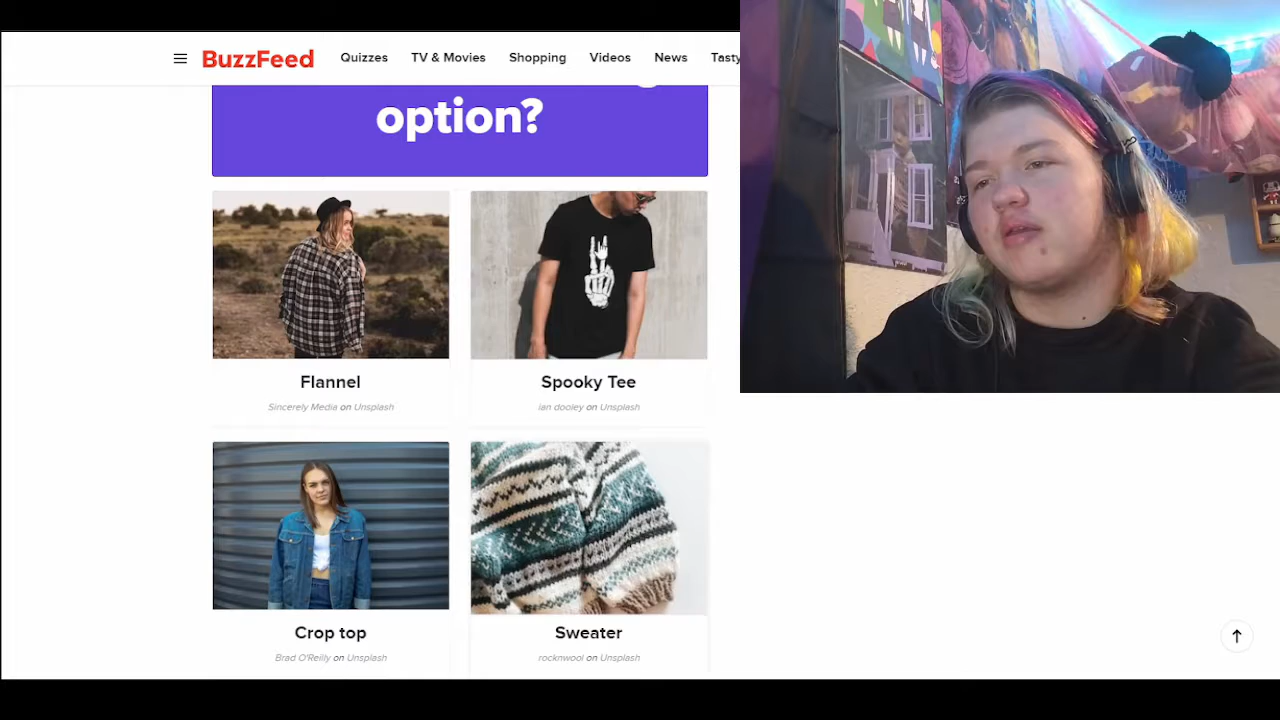 BuzzFeed Quizzes TV & Movies Shopping Videos News Tasty
option?
Flannel
Sincerely Media on Unsplash
Spooky Tee
ian dooley on Unsplash
Crop top
Brad O'Reilly on Unsplash
Sweater
rocknwool on Unsplash